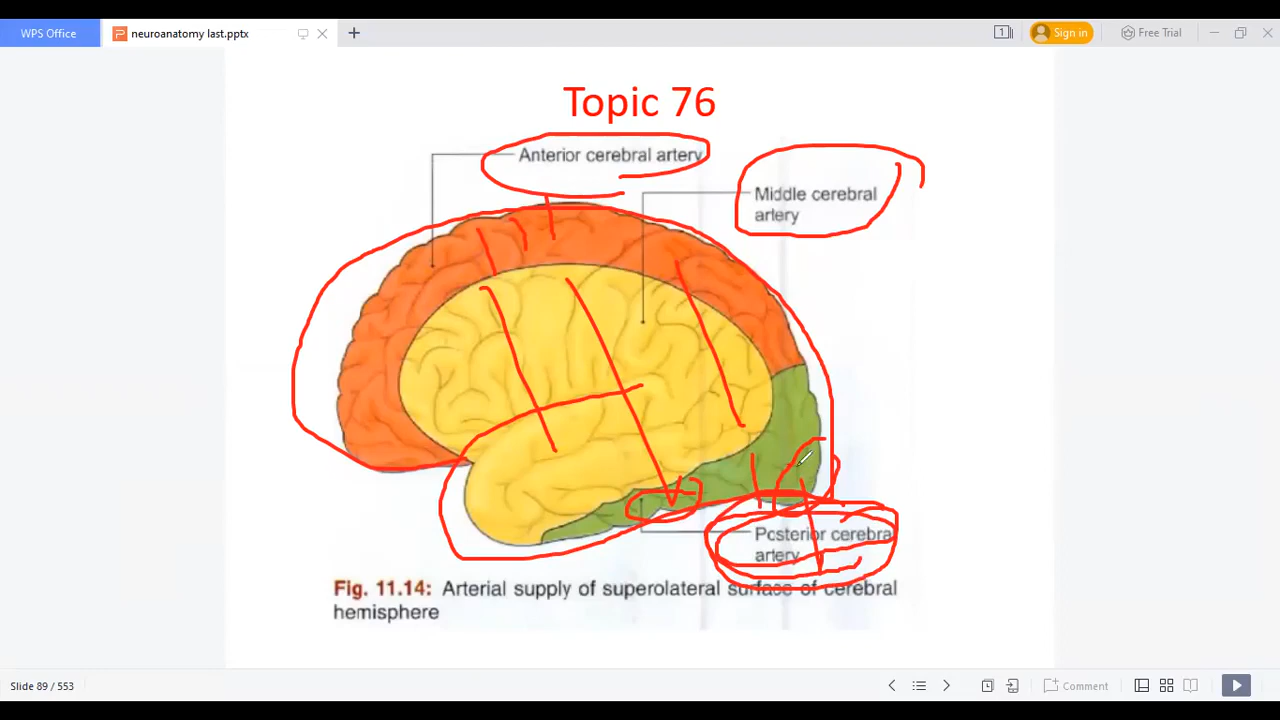 WPS Office
neuroanatomy last.pptx
1
Sign in
Free Trial
Topic 76
Anterior cerebral artery
Middle cerebral
artery
Posterior cerebral
artery
Fig. 11.14: Arterial supply of superolateral surface of cerebral
hemisphere
Slide 89 / 553
Comment